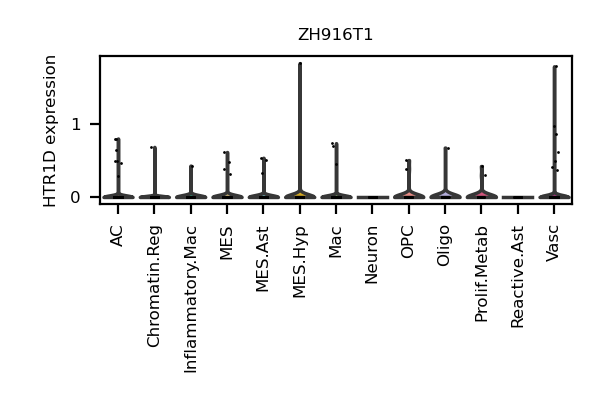 ZH916T1
HTR1D expression
1
0
AC
Chromatin.Reg
Inflammatory.Mac
MES
MES.Ast
MES.Hyp
Mac
Neuron
OPC
Oligo
Prolif.Metab
Reactive.Ast
Vasc